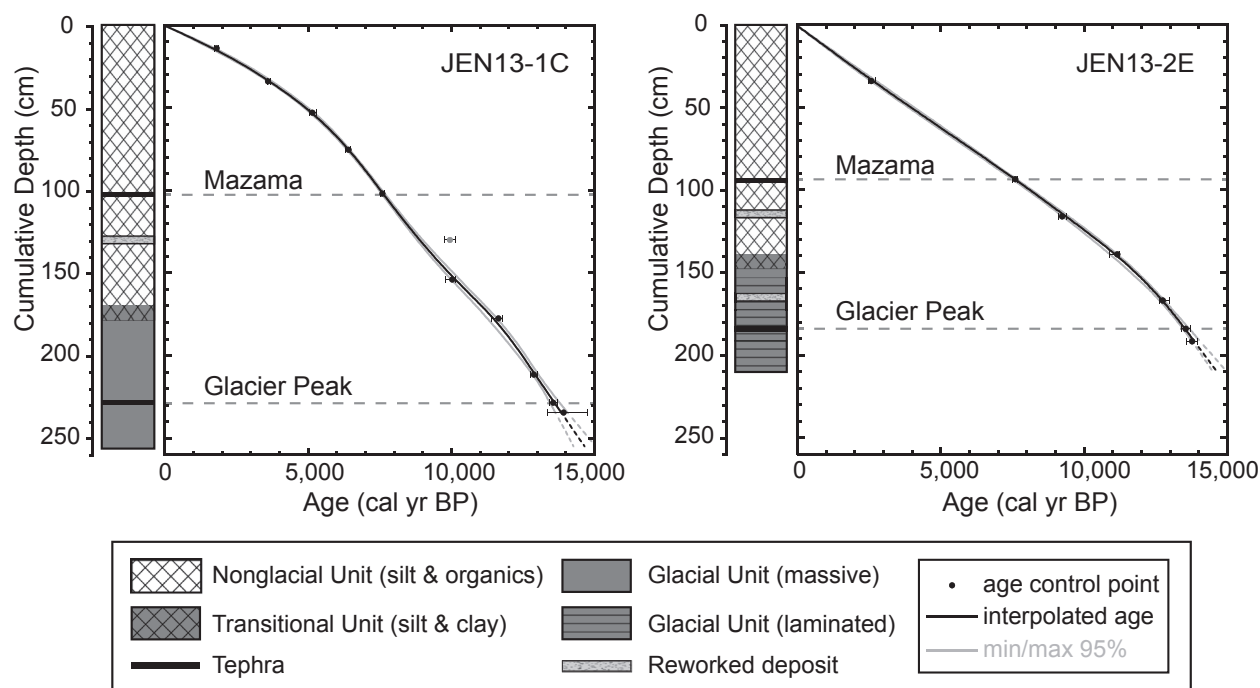 JEN13-1C
Cumulative Depth (cm)
0
50
100
150
200
250
Mazama
Glacier Peak
0
5,000
10,000
15,000
Age (cal yr BP)
JEN13-2E
Cumulative Depth (cm)
0
50
100
150
200
250
Mazama
Glacier Peak
0
5,000
10,000
15,000
Age (cal yr BP)
Nonglacial Unit (silt & organics)
Transitional Unit (silt & clay)
Tephra
Glacial Unit (massive)
Glacial Unit (laminated)
Reworked deposit
age control point
interpolated age
min/max 95%